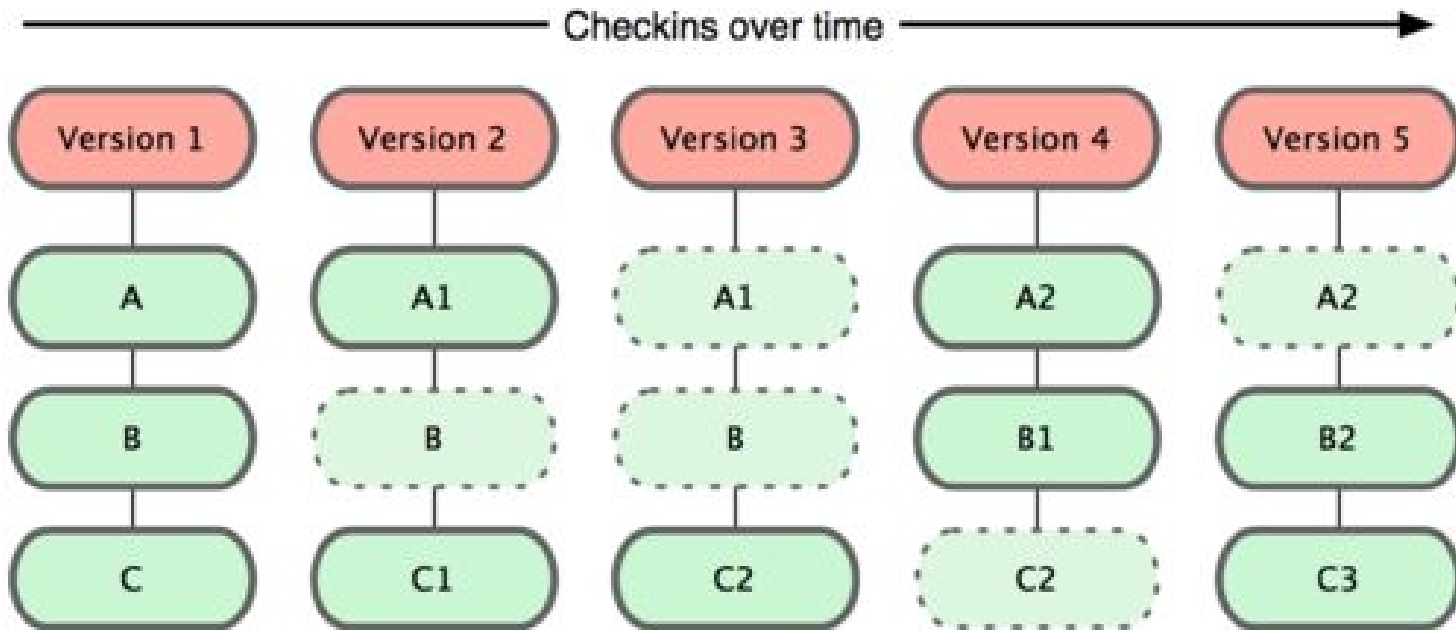 Checkins over time
Version 1 Version 2 Version 3 Version 4 Version 5
A A1 A1 A2 A2
B B B B1 B2
C C1 C2 C2 C3